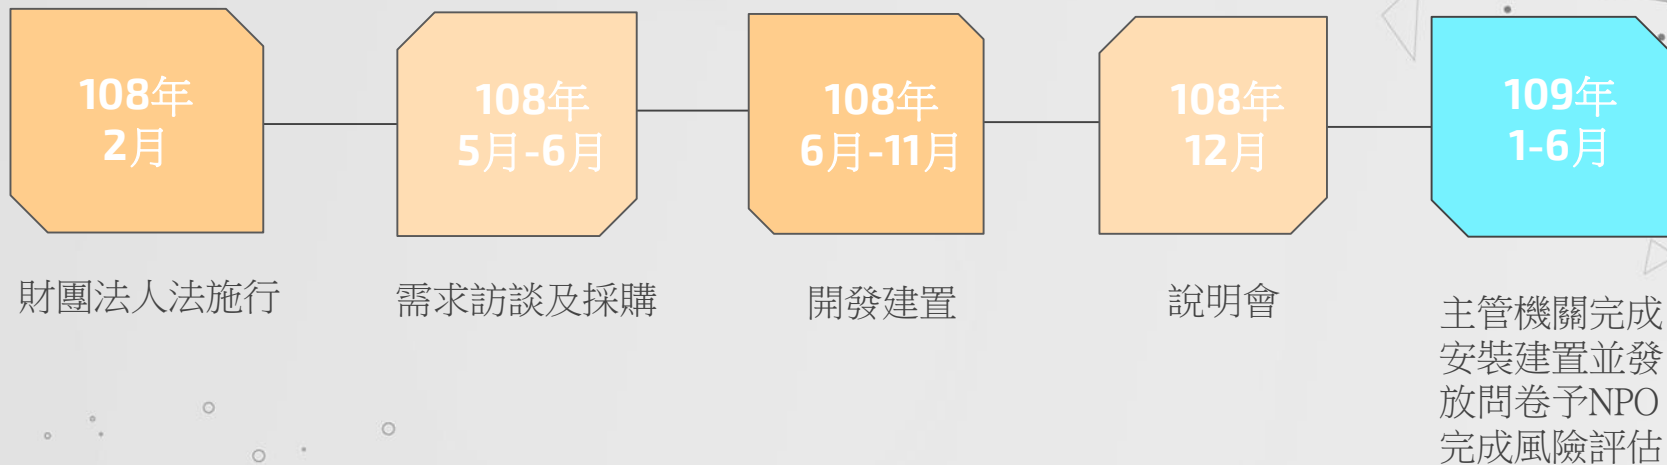 108年
2月
財團法人法施行
108年
5月-6月
需求訪談及採購
108年
6月-11月
開發建置
108年
12月
說明會
109年
1-6月
主管機關完成
安裝建置並發
放問卷予NPO
完成風險評估